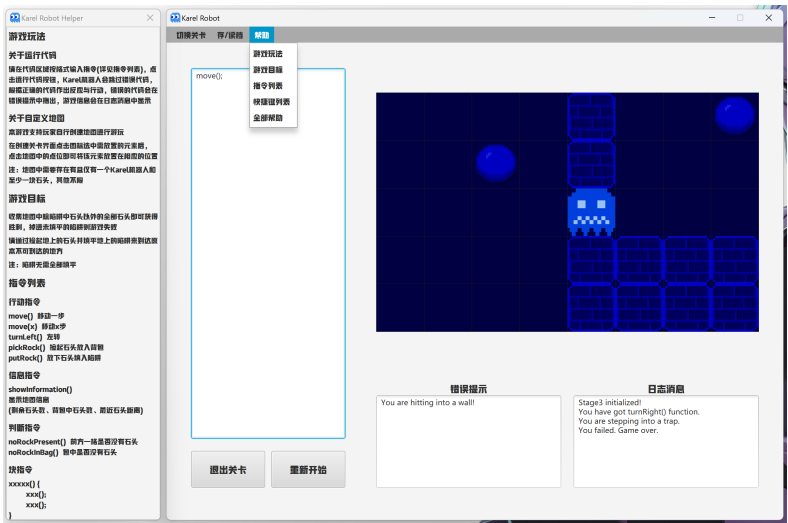 Karel Robot Helper
游戏玩法
关于运行代码
请在代码区域按格式输入指令(详见指令列表)，点
击运行代码按钮，Karel机器人会跳过错误代码，
根据正确的代码作出反应与行动，错误的代码会在
错误提示中指出，游戏信息会在日志消息中显示
关于自定义地图
本游戏支持玩家自行创建地图进行游玩
在创建关卡界面点击图标选中需放置的元素后，
点击地图中的点位即可将该元素放置在相应的位置
注：地图中需要存在有且仅有一个Karel机器人和
至少一块石头，其他不限
游戏目标
收集地图中除陷阱中石头以外的全部石头即可获得
胜利，掉进未填平的陷阱则游戏失败
请通过捡起地上的石头并填平地上的陷阱来到达原
本不可到达的地方
注：陷阱无需全部填平
指令列表
行动指令
move() 移动一步
move(x) 移动x步
turnLeft() 左转
pickRock() 捡起石头放入背包
putRock() 放下石头填入陷阱
信息指令
showInformation()
显示地图信息
(剩余石头数、背包中石头数、最近石头距离)
判断指令
noRockPresent() 前方一格是否没有石头
noRockInBag() 包中是否没有石头
块指令
xxxxx() {
xxx();
xxx();
}
Karel Robot
切换关卡 存/读档 帮助
游戏玩法
游戏目标
指令列表
快捷键列表
全部帮助
move();
退出关卡 重新开始
错误提示
You are hitting into a wall!
日志消息
Stage3 initialized!
You have got turnRight() function.
You are stepping into a trap.
You failed. Game over.